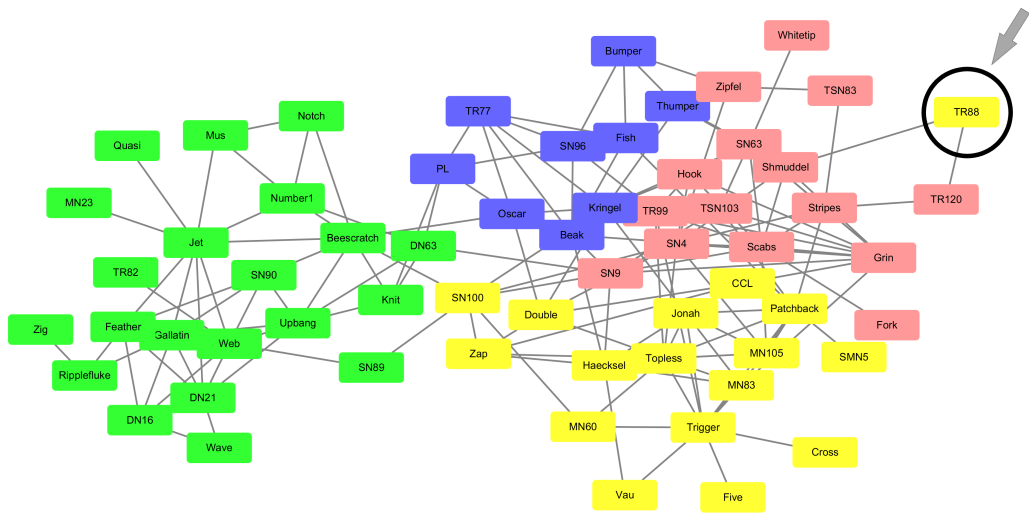 Whitetip
Bumper
Zipfel
TSN83
Thumper
TR88
TR77
Notch
Mus
Fish
Quasi
SN96
SN63
Shmuddel
PL
Hook
Number1
MN23
TR120
Kringel
Stripes
TR99
TSN103
Oscar
Beak
Jet
Beescratch
DN63
SN4
Scabs
Grin
TR82
SN90
SN9
CCL
SN100
Knit
Patchback
Double
Jonah
Zig
Feather
Upbang
Fork
Gallatin
Web
Zap
MN105
SMN5
Topless
Haecksel
SN89
Ripplefluke
MN83
DN21
DN16
MN60
Trigger
Wave
Cross
Vau
Five